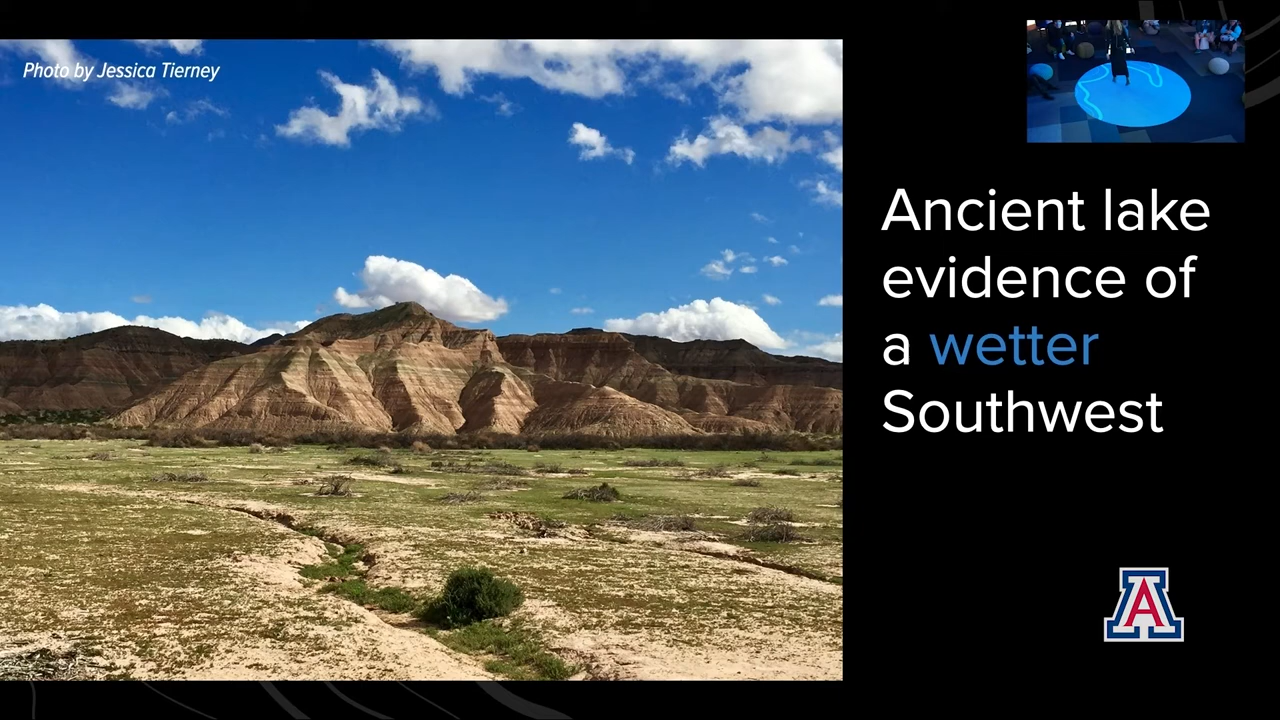 Photo by Jessica Tierney
Ancient lake
evidence of
a wetter
Southwest
A